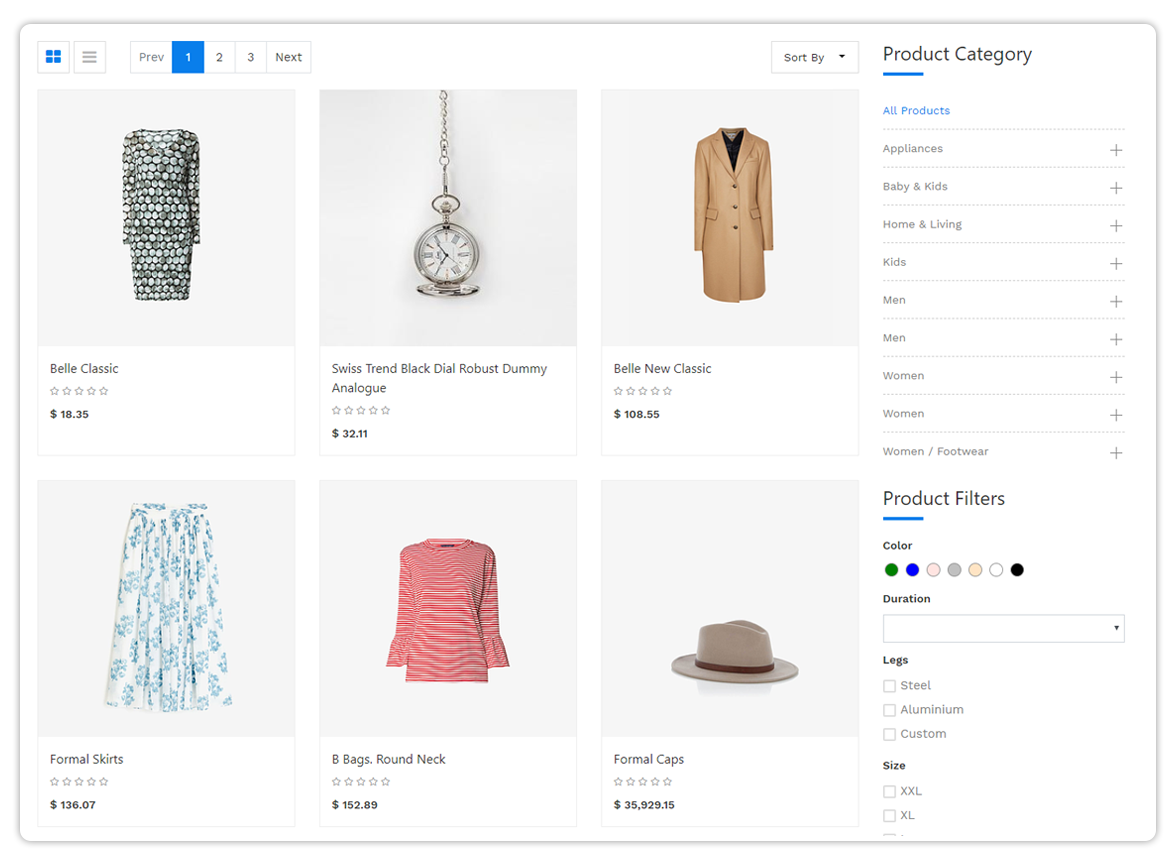 Prev 1 2 3 Next
Sort By
Belle Classic
$ 18.35
Swiss Trend Black Dial Robust Dummy
Analogue
$ 32.11
Belle New Classic
$ 108.55
Formal Skirts
$ 136.07
B Bags. Round Neck
$ 152.89
Formal Caps
$ 35,929.15
Product Category
All Products
Appliances
Baby & Kids
Home & Living
Kids
Men
Men
Women
Women
Women / Footwear
Product Filters
Color
Duration
Legs
Steel
Aluminium
Custom
Size
XXL
XL